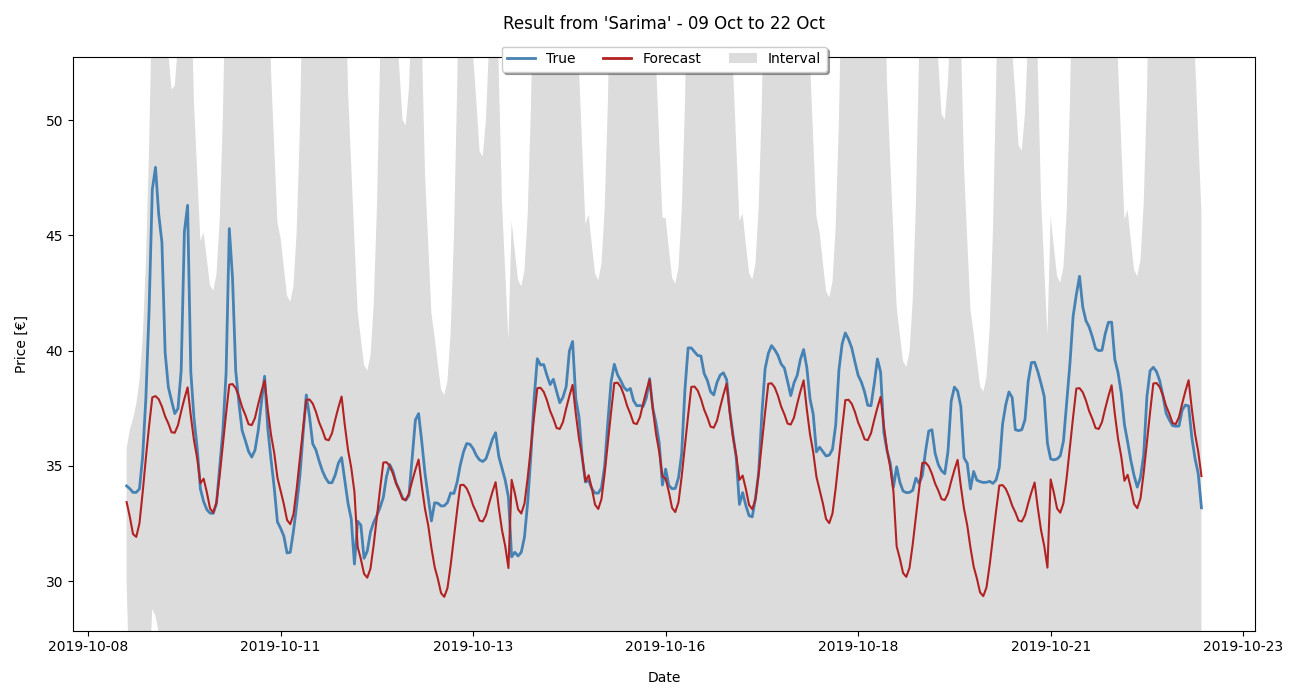 Result from 'Sarima' - 09 Oct to 22 Oct
True Forecast Interval
50
45
40
35
30
Price [€]
2019-10-08 2019-10-11 2019-10-13 2019-10-16 2019-10-18 2019-10-21 2019-10-23
Date